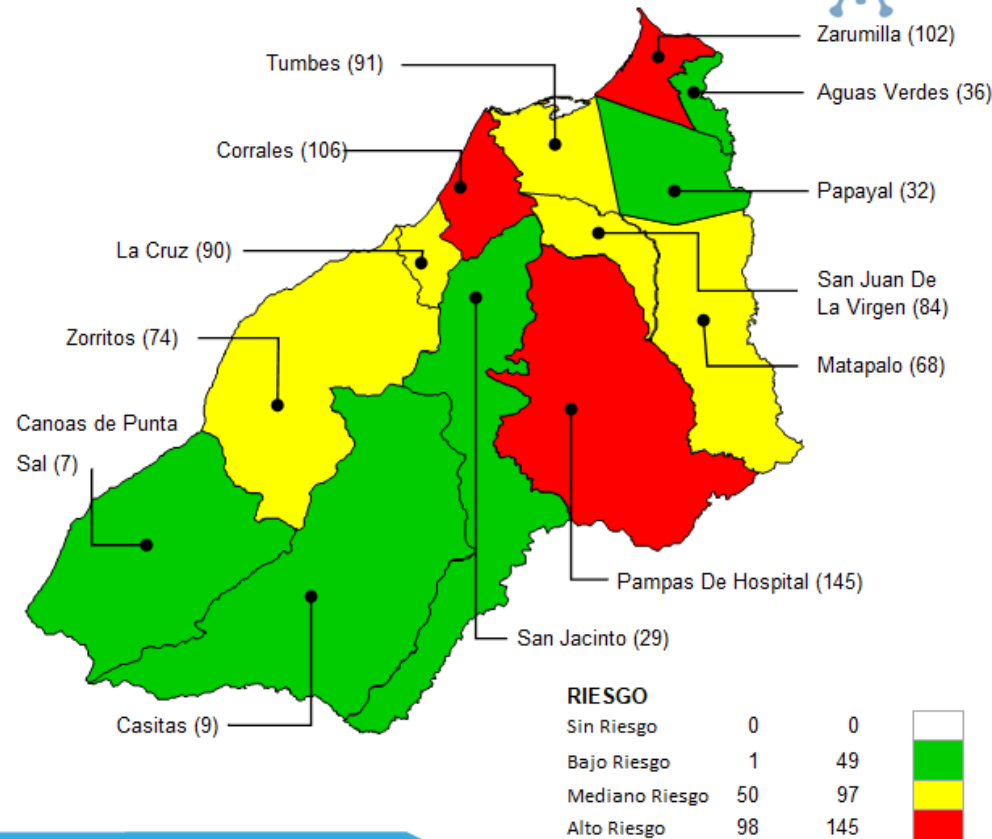 Zarumilla (102)
Tumbes (91)
Aguas Verdes (36)
Corrales (106)
Papayal (32)
La Cruz (90)
San Juan De
La Virgen (84)
Zorritos (74)
Matapalo (68)
Canoas de Punta
Sal (7)
Pampas De Hospital (145)
San Jacinto (29)
Casitas (9)
RIESGO
Sin Riesgo 0 0
Bajo Riesgo 1 49
Mediano Riesgo 50 97
Alto Riesgo 98 145